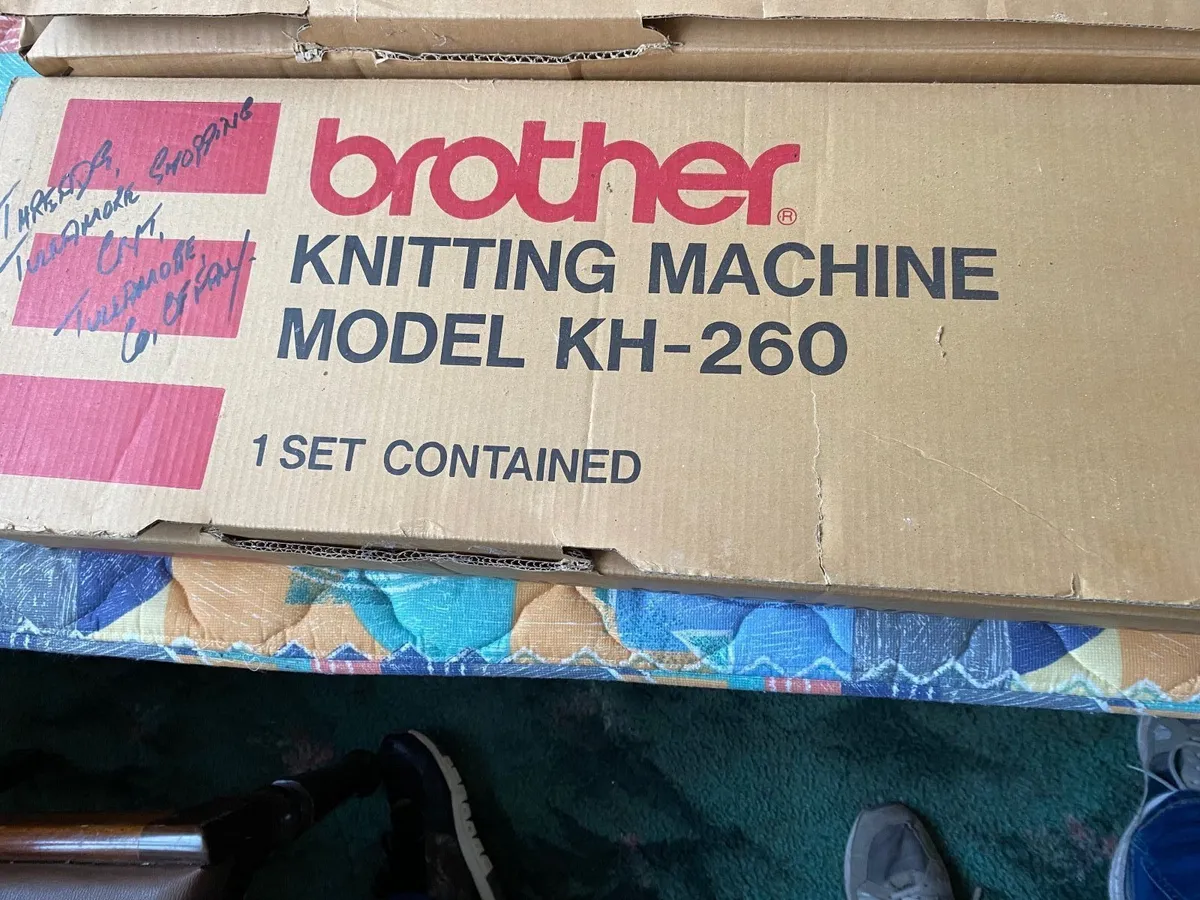 THREADS,
TULLAMORE SHOPPING
CNT,
TULLAMORE,
CO, OFFALY.
brother®
KNITTING MACHINE
MODEL KH-260
1 SET CONTAINED